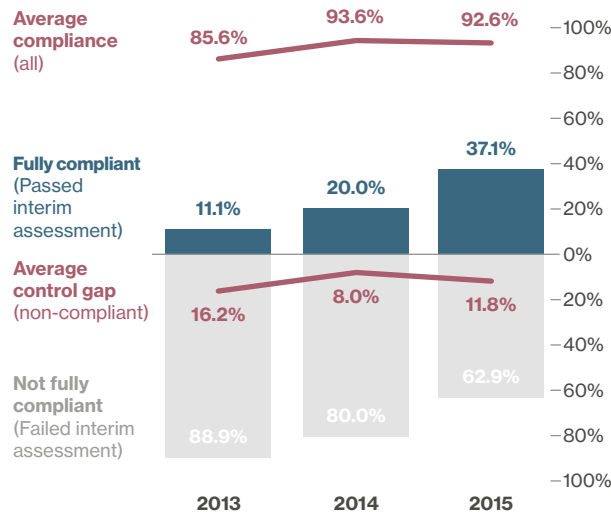 Average
compliance
(all)
85.6%
93.6%
92.6%
100%
80%
60%
Fully compliant
(Passed
interim
assessment)
11.1%
20.0%
37.1%
40%
20%
0%
Average
control gap
(non-compliant)
16.2%
8.0%
11.8%
20%
40%
Not fully
compliant
(Failed interim
assessment)
88.9%
80.0%
62.9%
60%
80%
100%
2013
2014
2015